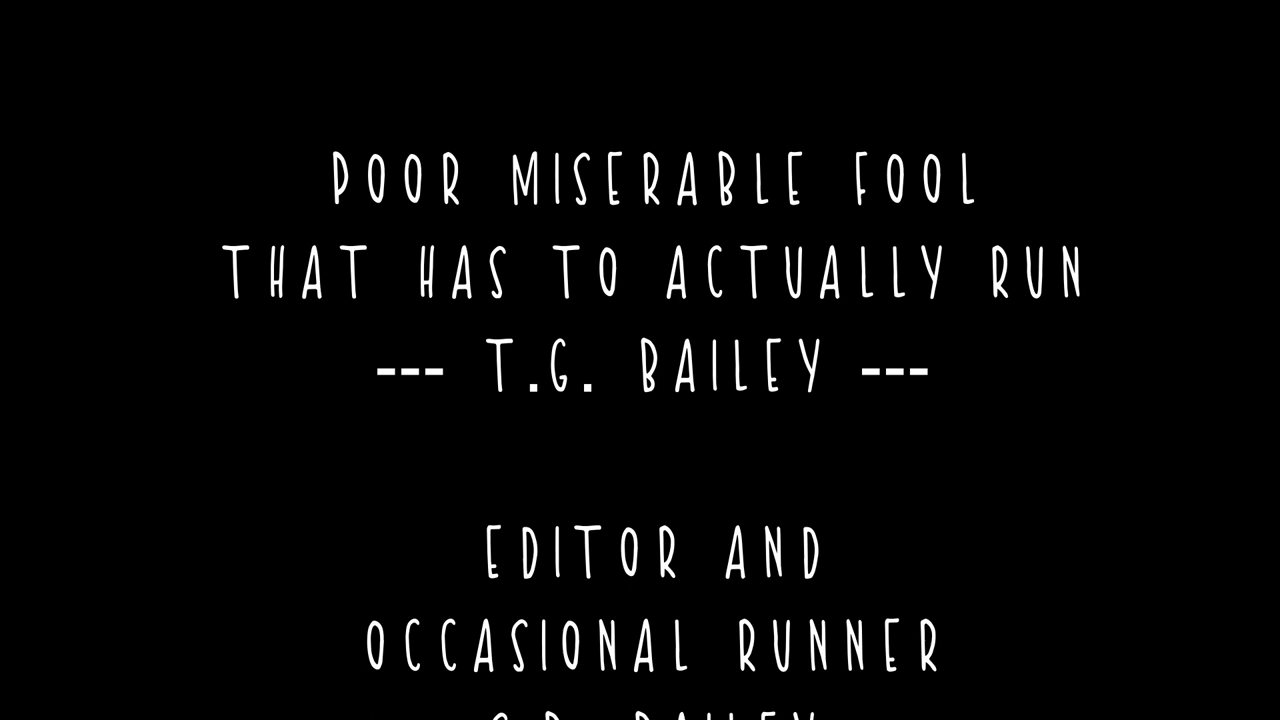 POOR MISERABLE FOOL
THAT HAS TO ACTUALLY RUN
--- T.G. BAILEY ---
EDITOR AND
OCCASIONAL RUNNER